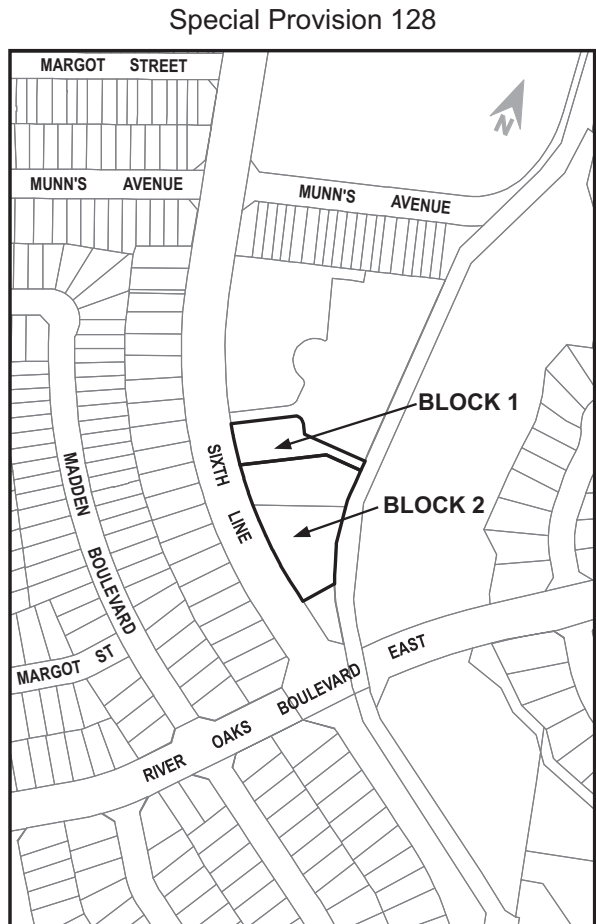 Special Provision 128
MARGOT STREET
N
MUNN'S AVENUE
MUNN'S AVENUE
BLOCK 1
SIXTH LINE
MADDEN BOULEVARD
BLOCK 2
MARGOT ST
RIVER OAKS BOULEVARD EAST